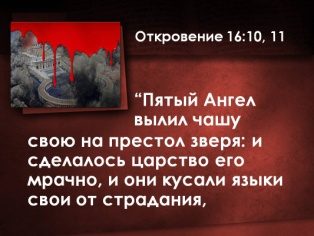 Откровение 16:10, 11
“Пятый Ангел
вылил чашу
свою на престол зверя: и
сделалось царство его
мрачно, и они кусали языки
свои от страдания,